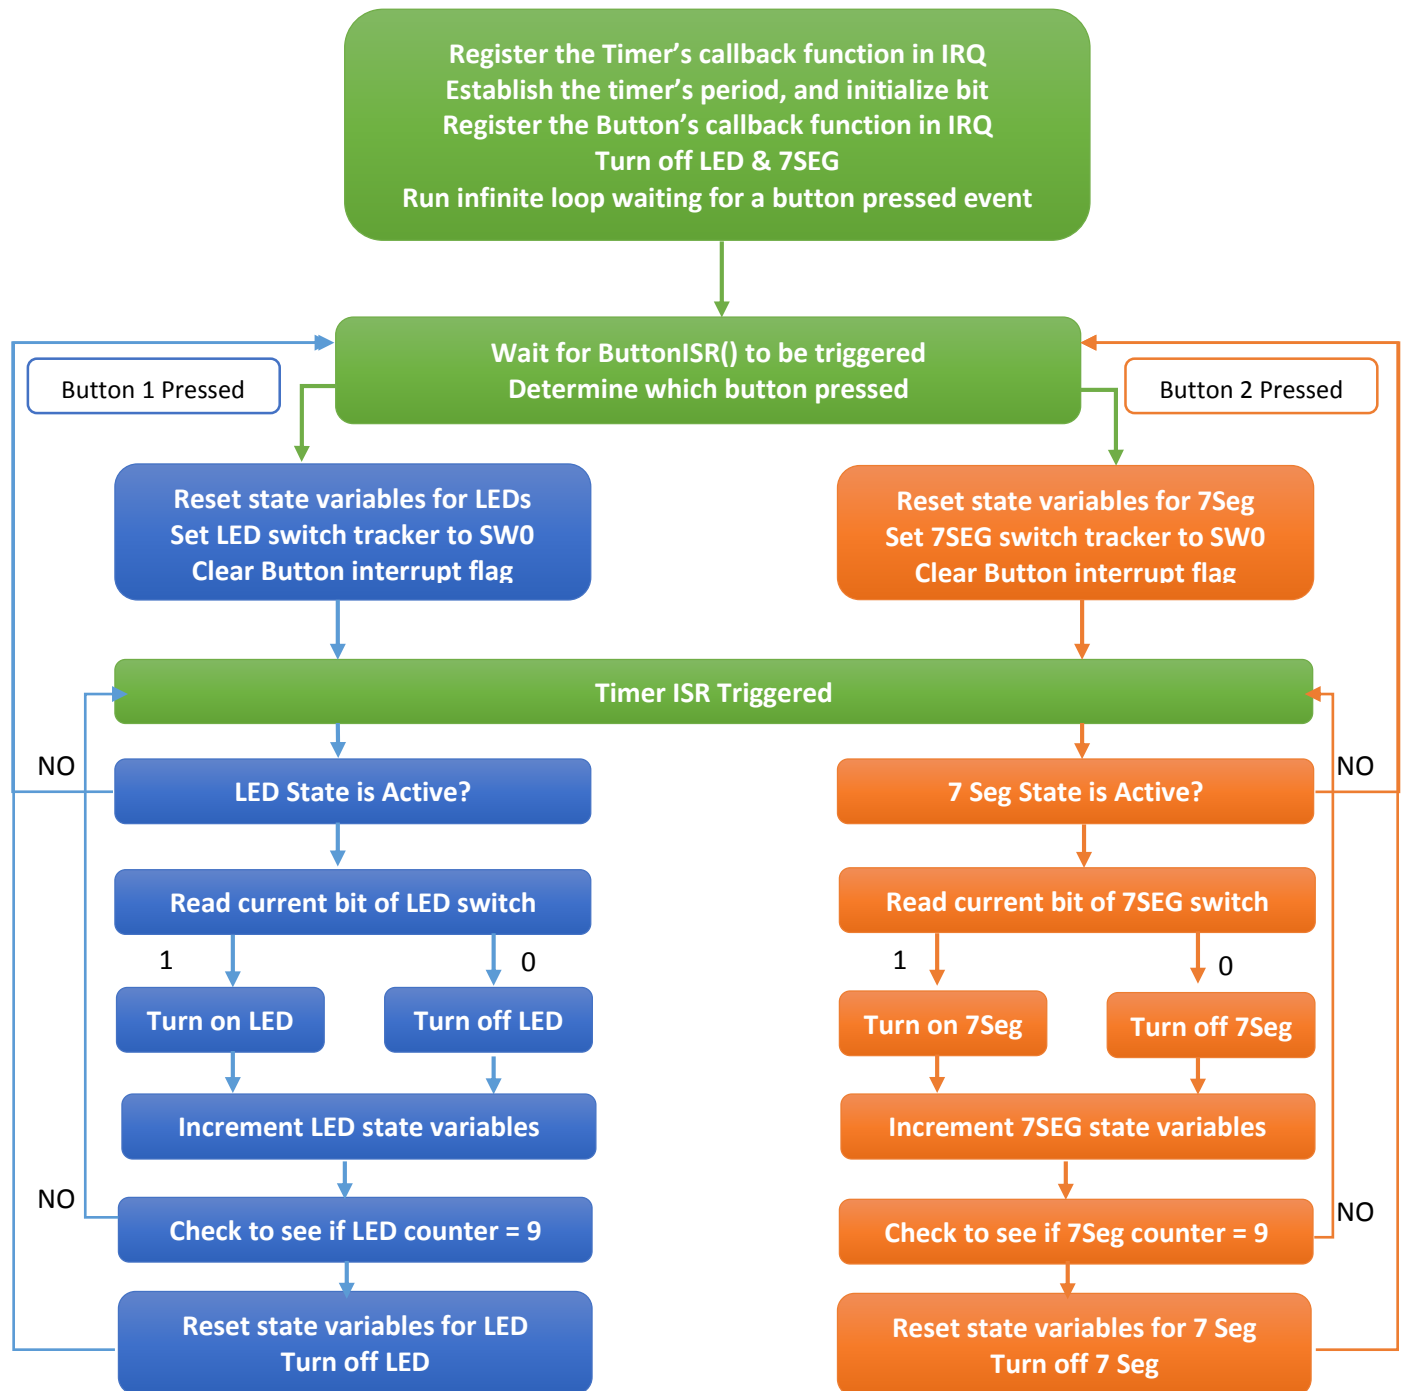 Register the Timer’s callback function in IRQ
Establish the timer’s period, and initialize bit
Register the Button’s callback function in IRQ
Turn off LED & 7SEG
Run infinite loop waiting for a button pressed event
Wait for ButtonISR() to be triggered
Determine which button pressed
Button 1 Pressed
Button 2 Pressed
Reset state variables for LEDs
Set LED switch tracker to SW0
Clear Button interrupt flag
Reset state variables for 7Seg
Set 7SEG switch tracker to SW0
Clear Button interrupt flag
Timer ISR Triggered
NO
LED State is Active?
7 Seg State is Active?
NO
Read current bit of LED switch
Read current bit of 7SEG switch
1
0
1
0
Turn on LED
Turn off LED
Turn on 7Seg
Turn off 7Seg
Increment LED state variables
Increment 7SEG state variables
NO
Check to see if LED counter = 9
Check to see if 7Seg counter = 9
NO
Reset state variables for LED
Turn off LED
Reset state variables for 7 Seg
Turn off 7 Seg